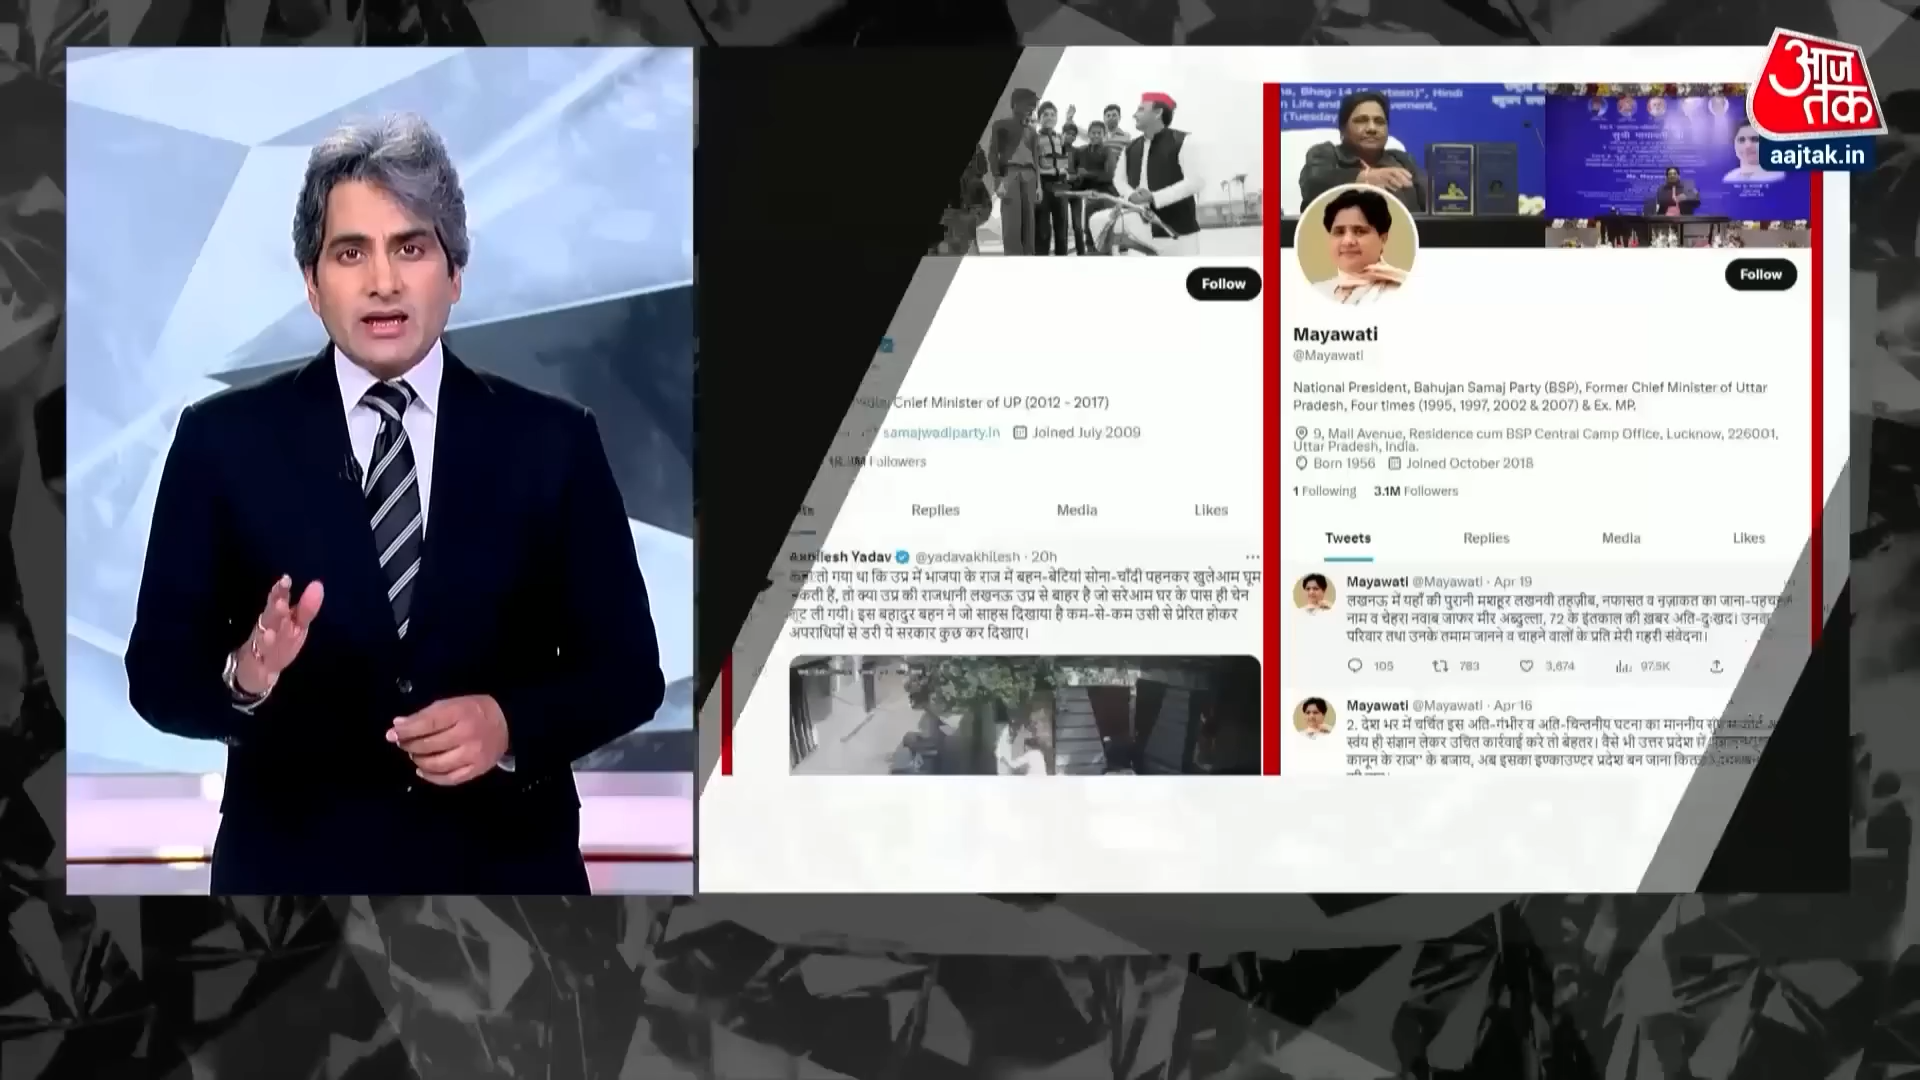 आज
तक
aajtak.in
Life and
(Tuesday
Follow
Chief Minister of UP (2012 - 2017)
samajwadiparty.in Joined July 2009
Followers
Replies Media Likes
Yadav @yadavakhilesh · 20h
तो गया था कि उप्र में भाजपा के राज में बहन-बेटियां सोना-चाँदी पहनकर खुलेआम घूम
सकती हैं, तो क्या उप्र की राजधानी लखनऊ उप्र से बाहर है जो सरेआम घर के पास ही चेन
लूट ली गयी। इस बहादुर बहन ने जो साहस दिखाया है कम-से-कम उसी से प्रेरित होकर
अपराधियों से डरी ये सरकार कुछ कर दिखाए।
Follow
Mayawati
@Mayawati
National President, Bahujan Samaj Party (BSP), Former Chief Minister of Uttar
Pradesh, Four times (1995, 1997, 2002 & 2007) & Ex. MP.
9, Mall Avenue, Residence cum BSP Central Camp Office, Lucknow, 226001,
Uttar Pradesh, India.
Born 1956 Joined October 2018
1 Following 3.1M Followers
Tweets Replies Media Likes
Mayawati @Mayawati · Apr 19
लखनऊ में यहाँ की पुरानी मशहूर लखनवी तहज़ीब, नफासत व नज़ाकत का जाना-पहचाना
नाम व चेहरा नवाब जाफर मीर अब्दुल्ला, 72 के इंतकाल की ख़बर अति-दुःखद। उनके
परिवार तथा उनके तमाम जानने व चाहने वालों के प्रति मेरी गहरी संवेदना।
105 783 3,674 97.5K
Mayawati @Mayawati · Apr 16
2. देश भर में चर्चित इस अति-गंभीर व अति-चिन्तनीय घटना का माननीय
स्वंय ही संज्ञान लेकर उचित कार्रवाई करे तो बेहतर। वैसे भी उत्तर प्रदेश में
कानून के राज" के बजाय, अब इसका इण्काउण्टर प्रदेश बन जाना